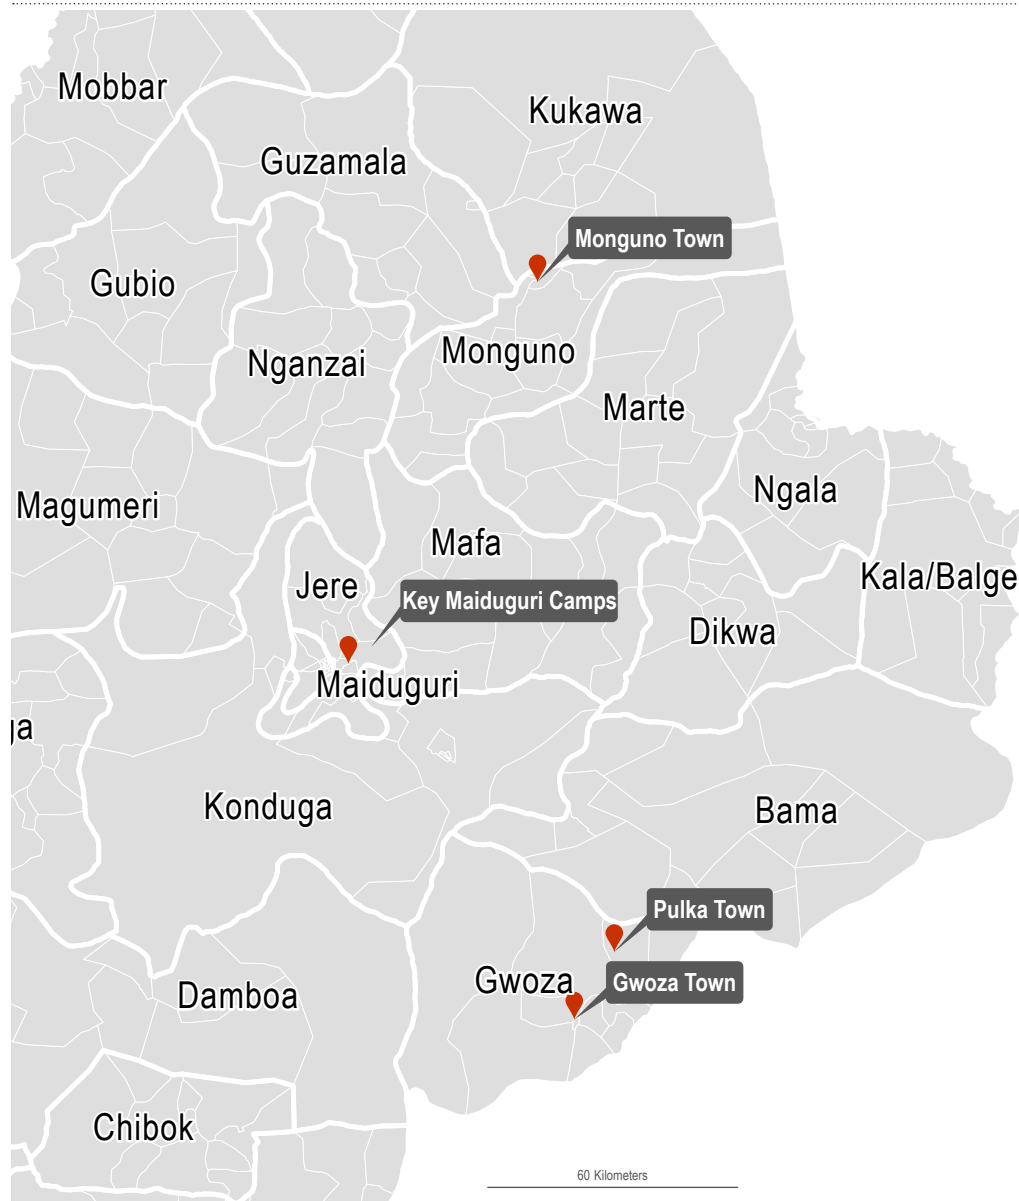 Mobbar
Kukawa
Guzamala
Monguno Town
Gubio
Monguno
Nganzai
Marte
Ngala
Magumeri
Mafa
Kala/Balge
Jere
Key Maiduguri Camps
Dikwa
Maiduguri
ga
Konduga
Bama
Pulka Town
Gwoza
Gwoza Town
Damboa
Chibok
60 Kilometers